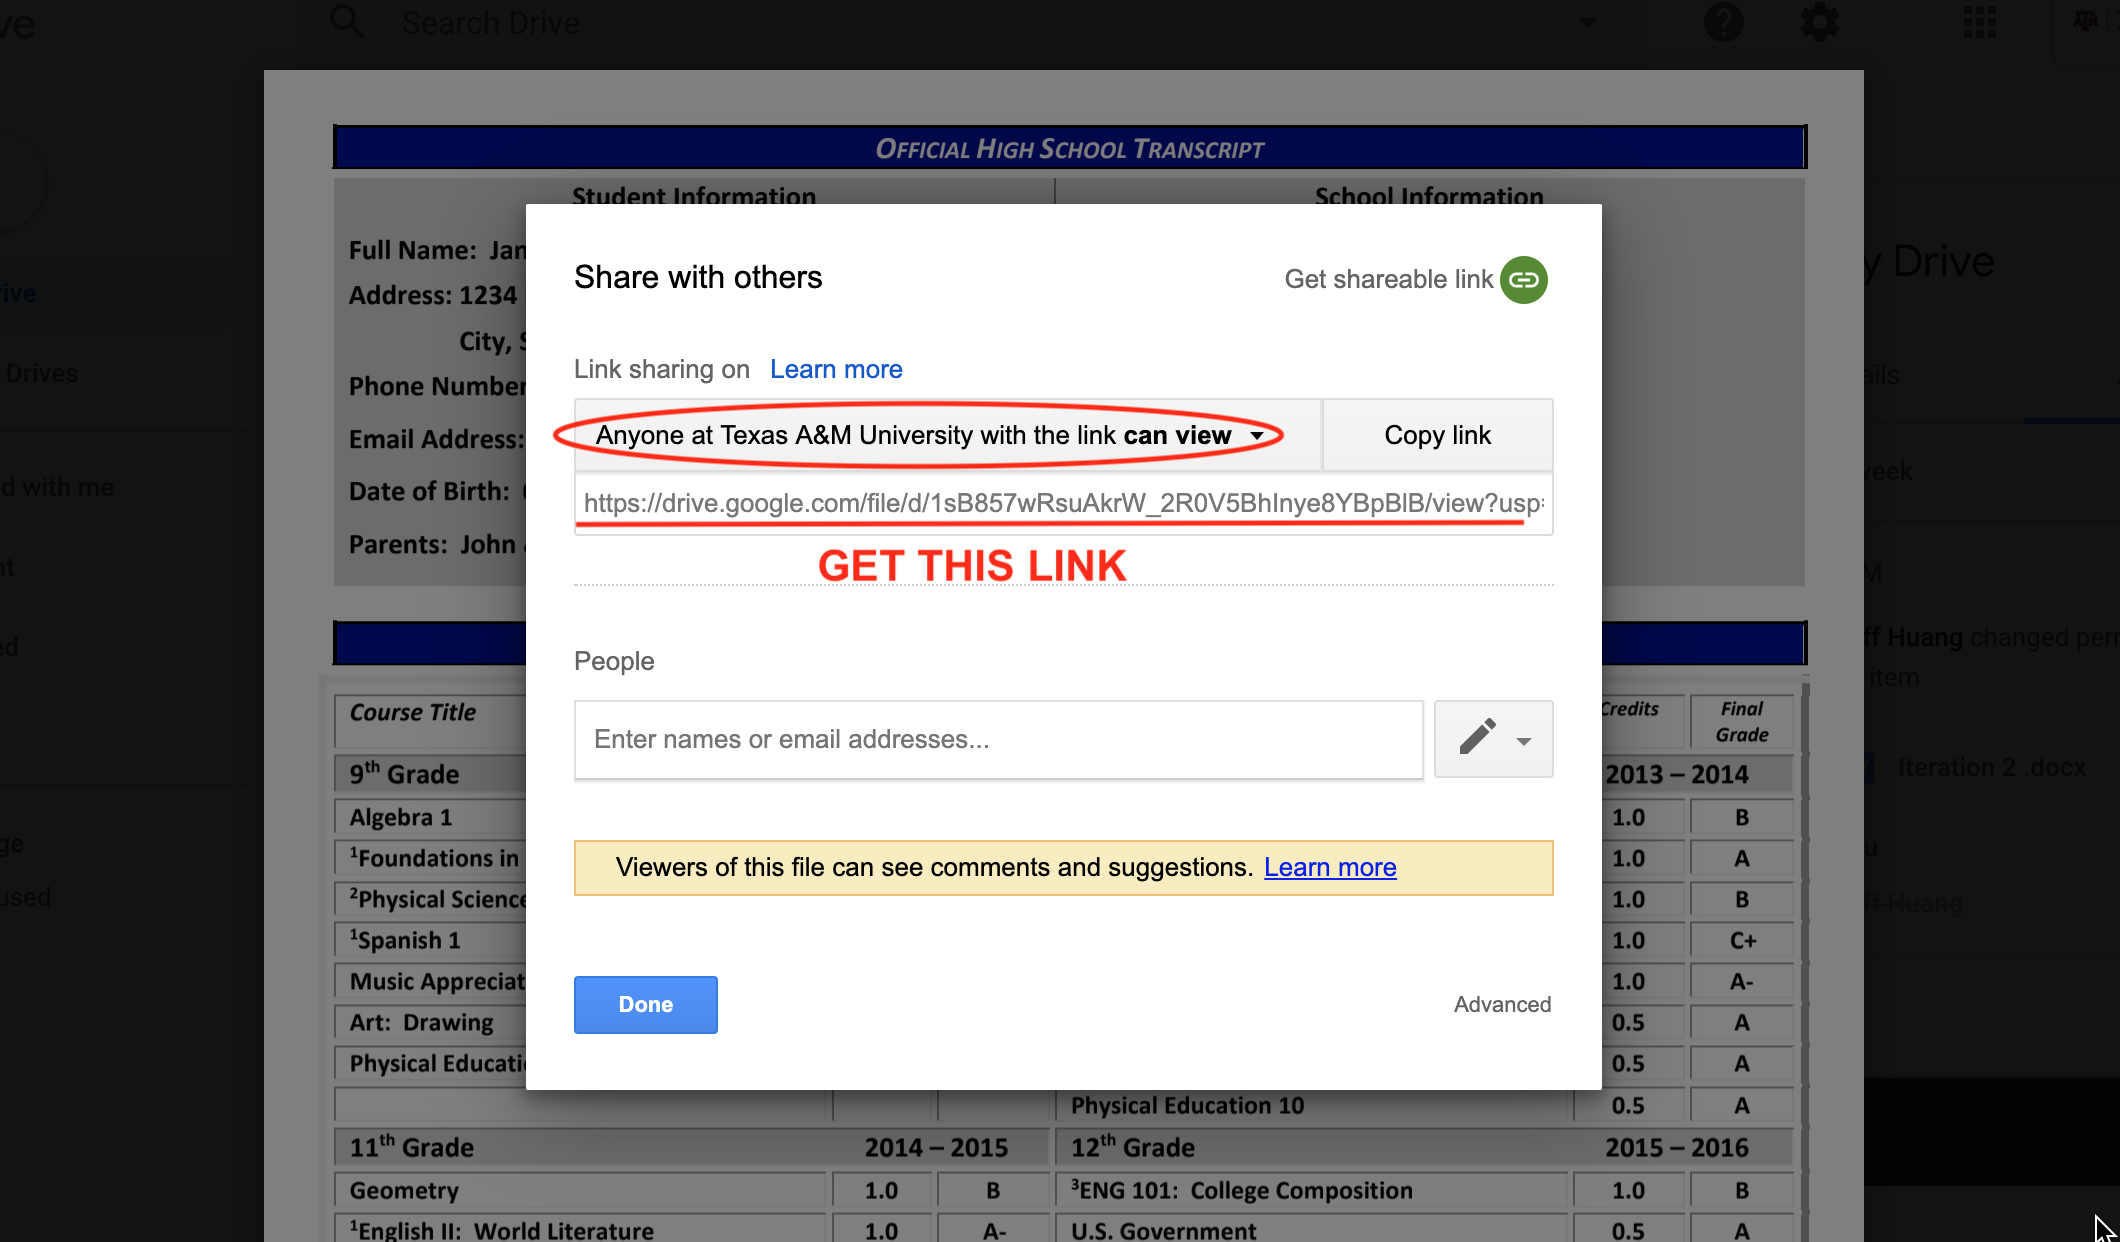 ve
Search Drive
OFFICIAL HIGH SCHOOL TRANSCRIPT
Student Information
School Information
Full Name: Jan
Address: 1234
City, S
Phone Number
Email Address:
Date of Birth:
Parents: John
Share with others
Get shareable link
Link sharing on Learn more
Anyone at Texas A&M University with the link can view
Copy link
https://drive.google.com/file/d/1sB857wRsuAkrW_2R0V5BhInye8YBpBlB/view?usp=
GET THIS LINK
People
Enter names or email addresses...
Viewers of this file can see comments and suggestions. Learn more
Done
Advanced
rive
Drives
d with me
nt
ed
ge
used
y Drive
ails
week
M
ff Huang changed per
item
Iteration 2 .docx
u
ff Huang
Course Title
Credits
Final
Grade
9th Grade
2013 – 2014
Algebra 1
1.0 B
1Foundations in
1.0 A
2Physical Science
1.0 B
1Spanish 1
1.0 C+
Music Appreciat
1.0 A-
Art: Drawing
0.5 A
Physical Educati
0.5 A
Physical Education 10 0.5 A
11th Grade 2014 – 2015 12th Grade 2015 – 2016
Geometry 1.0 B 3ENG 101: College Composition 1.0 B
1English II: World Literature 1.0 A- U.S. Government 0.5 A